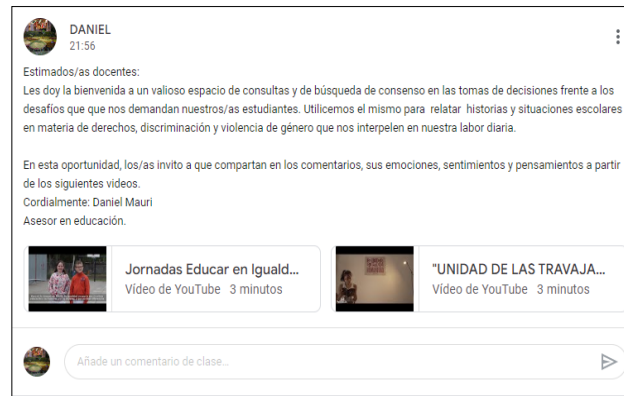 DANIEL
21:56
Estimados/as docentes:
Les doy la bienvenida a un valioso espacio de consultas y de búsqueda de consenso en las tomas de decisiones frente a los
desafíos que que nos demandan nuestros/as estudiantes. Utilicemos el mismo para relatar historias y situaciones escolares
en materia de derechos, discriminación y violencia de género que nos interpelen en nuestra labor diaria.
En esta oportunidad, los/as invito a que compartan en los comentarios, sus emociones, sentimientos y pensamientos a partir
de los siguientes videos.
Cordialmente: Daniel Mauri
Asesor en educación.
Jornadas Educar en Iguald...
Vídeo de YouTube 3 minutos
"UNIDAD DE LAS TRAVAJA...
Vídeo de YouTube 3 minutos
Añade un comentario de clase...